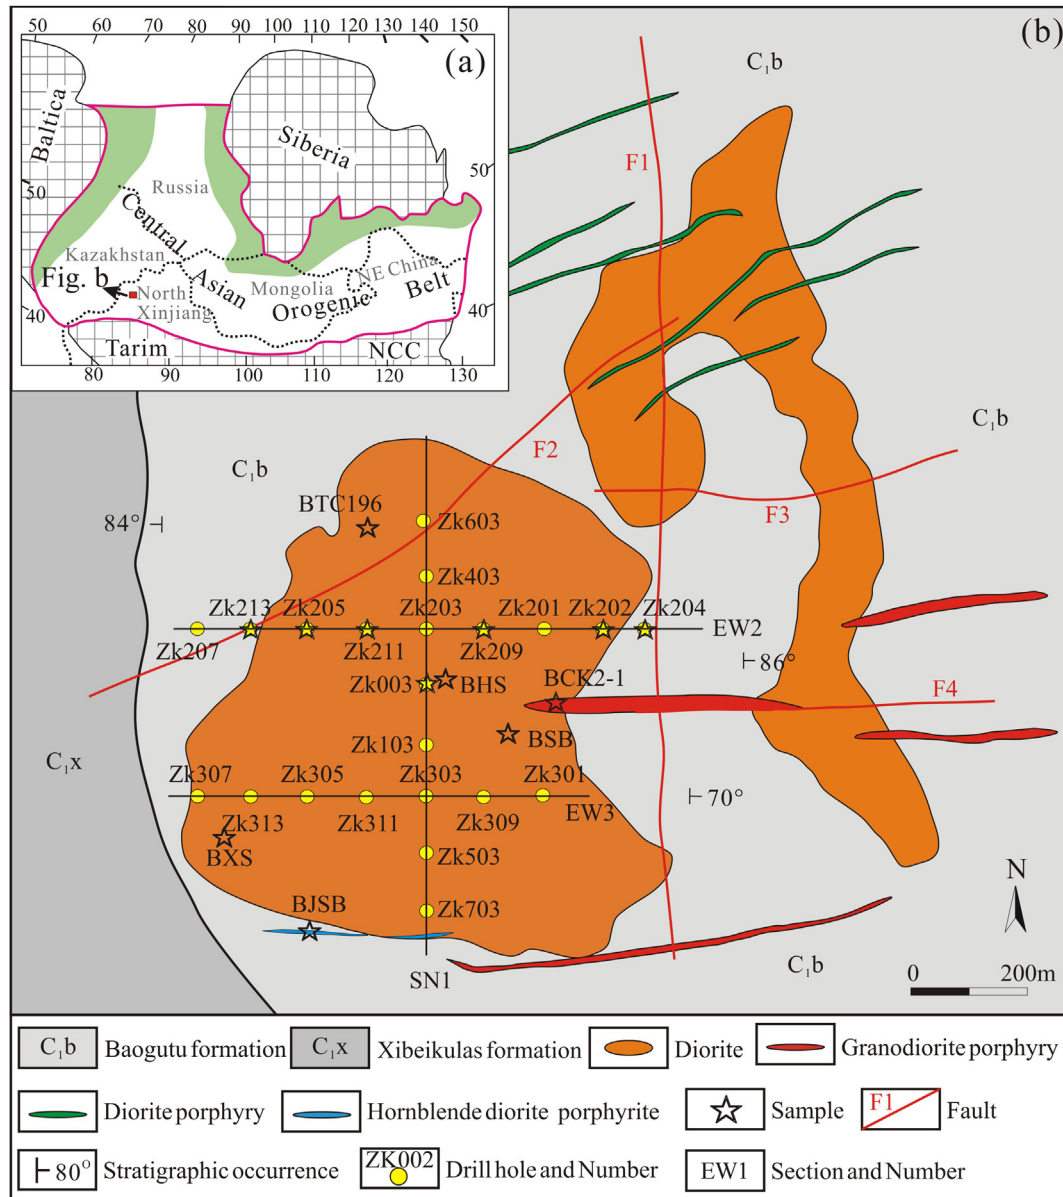 50 60 70 80 90 100 110 120 130 140 150
(a)
(b)
Baltica
Siberia
50
50
Russia
Central
Asian
Orogenic
Belt
Kazakhstan
Mongolia
NE China
Fig. b
North
Xinjiang
40
40
Tarim
NCC
80 90 100 110 120 130
C₁b
F1
C₁b
F2
C₁b
F3
BTC196
Zk603
84°
Zk403
Zk213 Zk205 Zk203 Zk201 Zk202 Zk204
EW2
Zk207 Zk211 Zk209
86°
Zk003 BHS BCK2-1
F4
Zk103 BSB
C₁x
Zk307 Zk305 Zk303 Zk301
70°
EW3
Zk313 Zk311 Zk309
BXS
Zk503
BJSB
Zk703
N
C₁b
SN1
0 200m
C₁b Baogutu formation C₁x Xibeikulas formation Diorite Granodiorite porphyry
Diorite porphyry Hornblende diorite porphyrite Sample F1 Fault
80° Stratigraphic occurrence ZK002 Drill hole and Number EW1 Section and Number